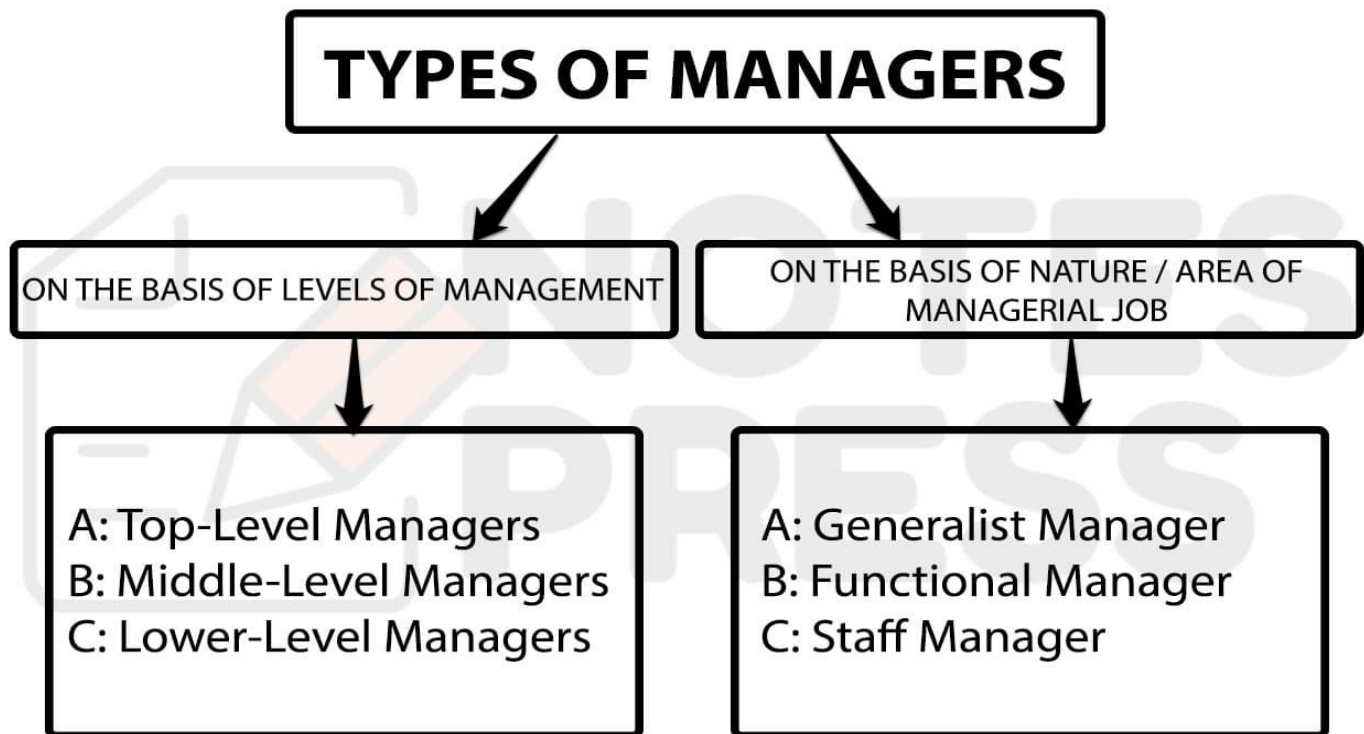 TYPES OF MANAGERS
ON THE BASIS OF LEVELS OF MANAGEMENT
ON THE BASIS OF NATURE / AREA OF
MANAGERIAL JOB
A: Top-Level Managers
B: Middle-Level Managers
C: Lower-Level Managers
A: Generalist Manager
B: Functional Manager
C: Staff Manager
NOTES
PRESS